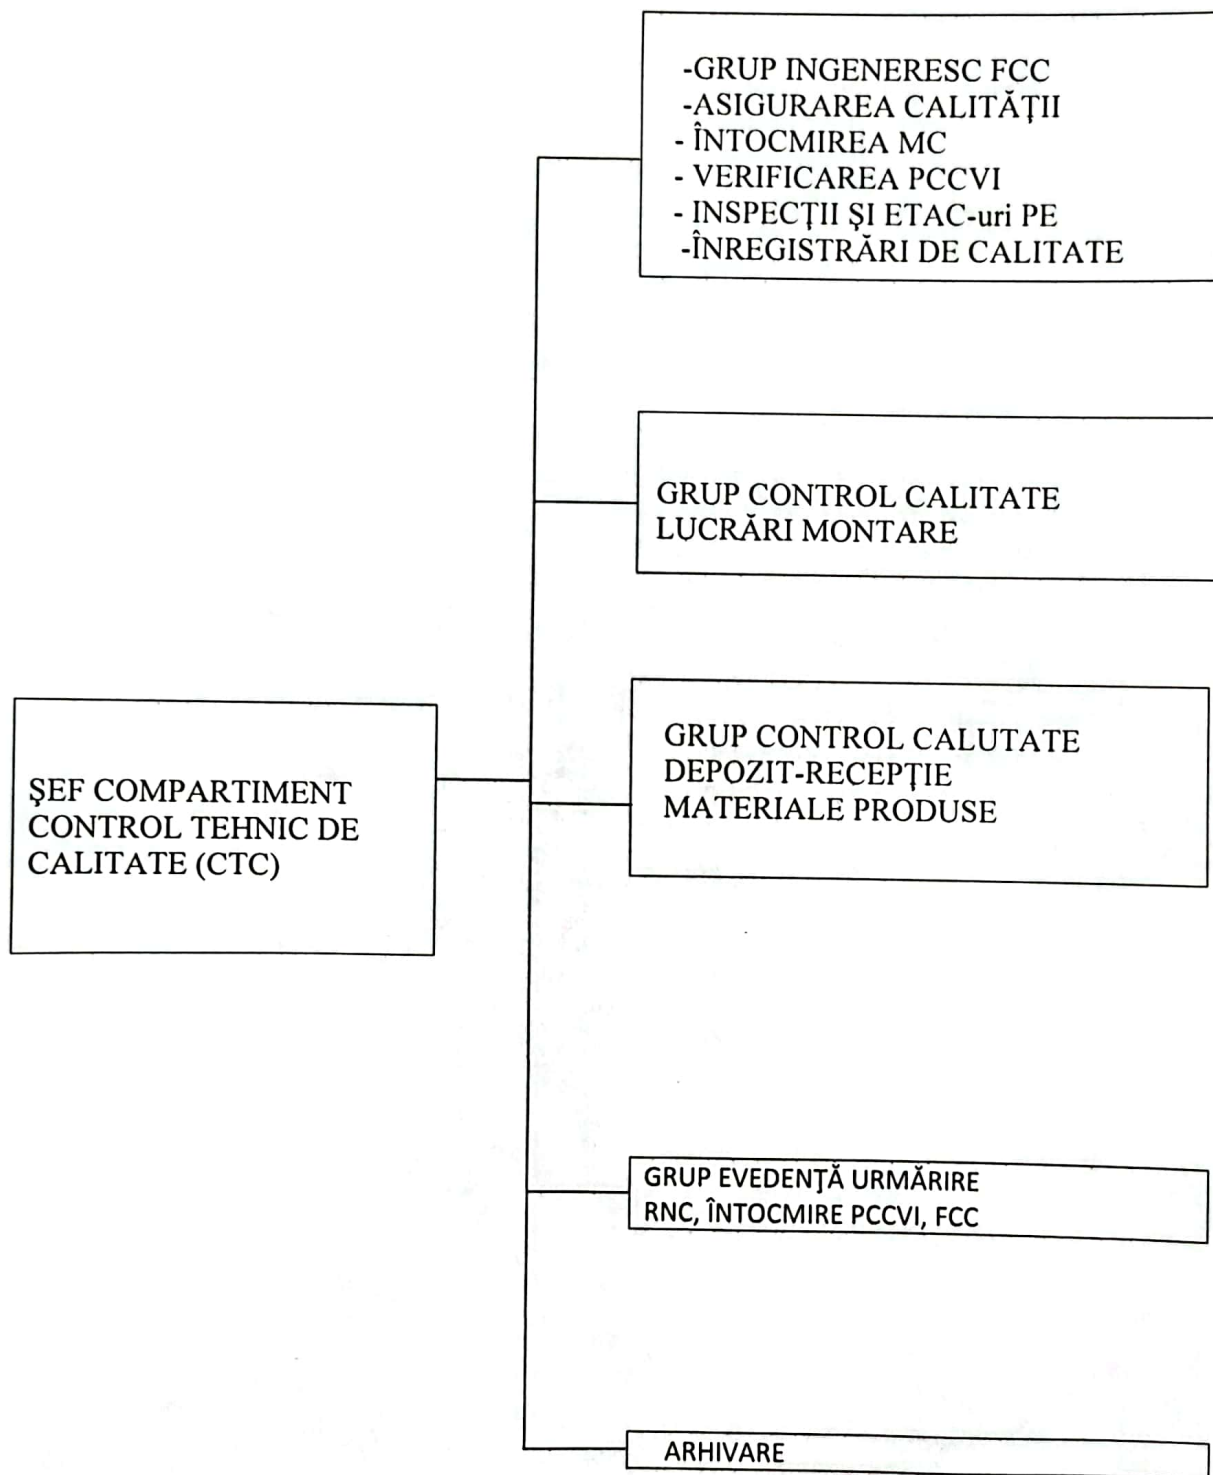 -GRUP INGENERESC FCC
-ASIGURAREA CALITĂŢII
- ÎNTOCMIREA MC
- VERIFICAREA PCCVI
- INSPECŢII ŞI ETAC-uri PE
-ÎNREGISTRĂRI DE CALITATE
GRUP CONTROL CALITATE
LUCRĂRI MONTARE
GRUP CONTROL CALUTATE
DEPOZIT-RECEPŢIE
MATERIALE PRODUSE
ŞEF COMPARTIMENT
CONTROL TEHNIC DE
CALITATE (CTC)
GRUP EVEDENŢĂ URMĂRIRE
RNC, ÎNTOCMIRE PCCVI, FCC
ARHIVARE